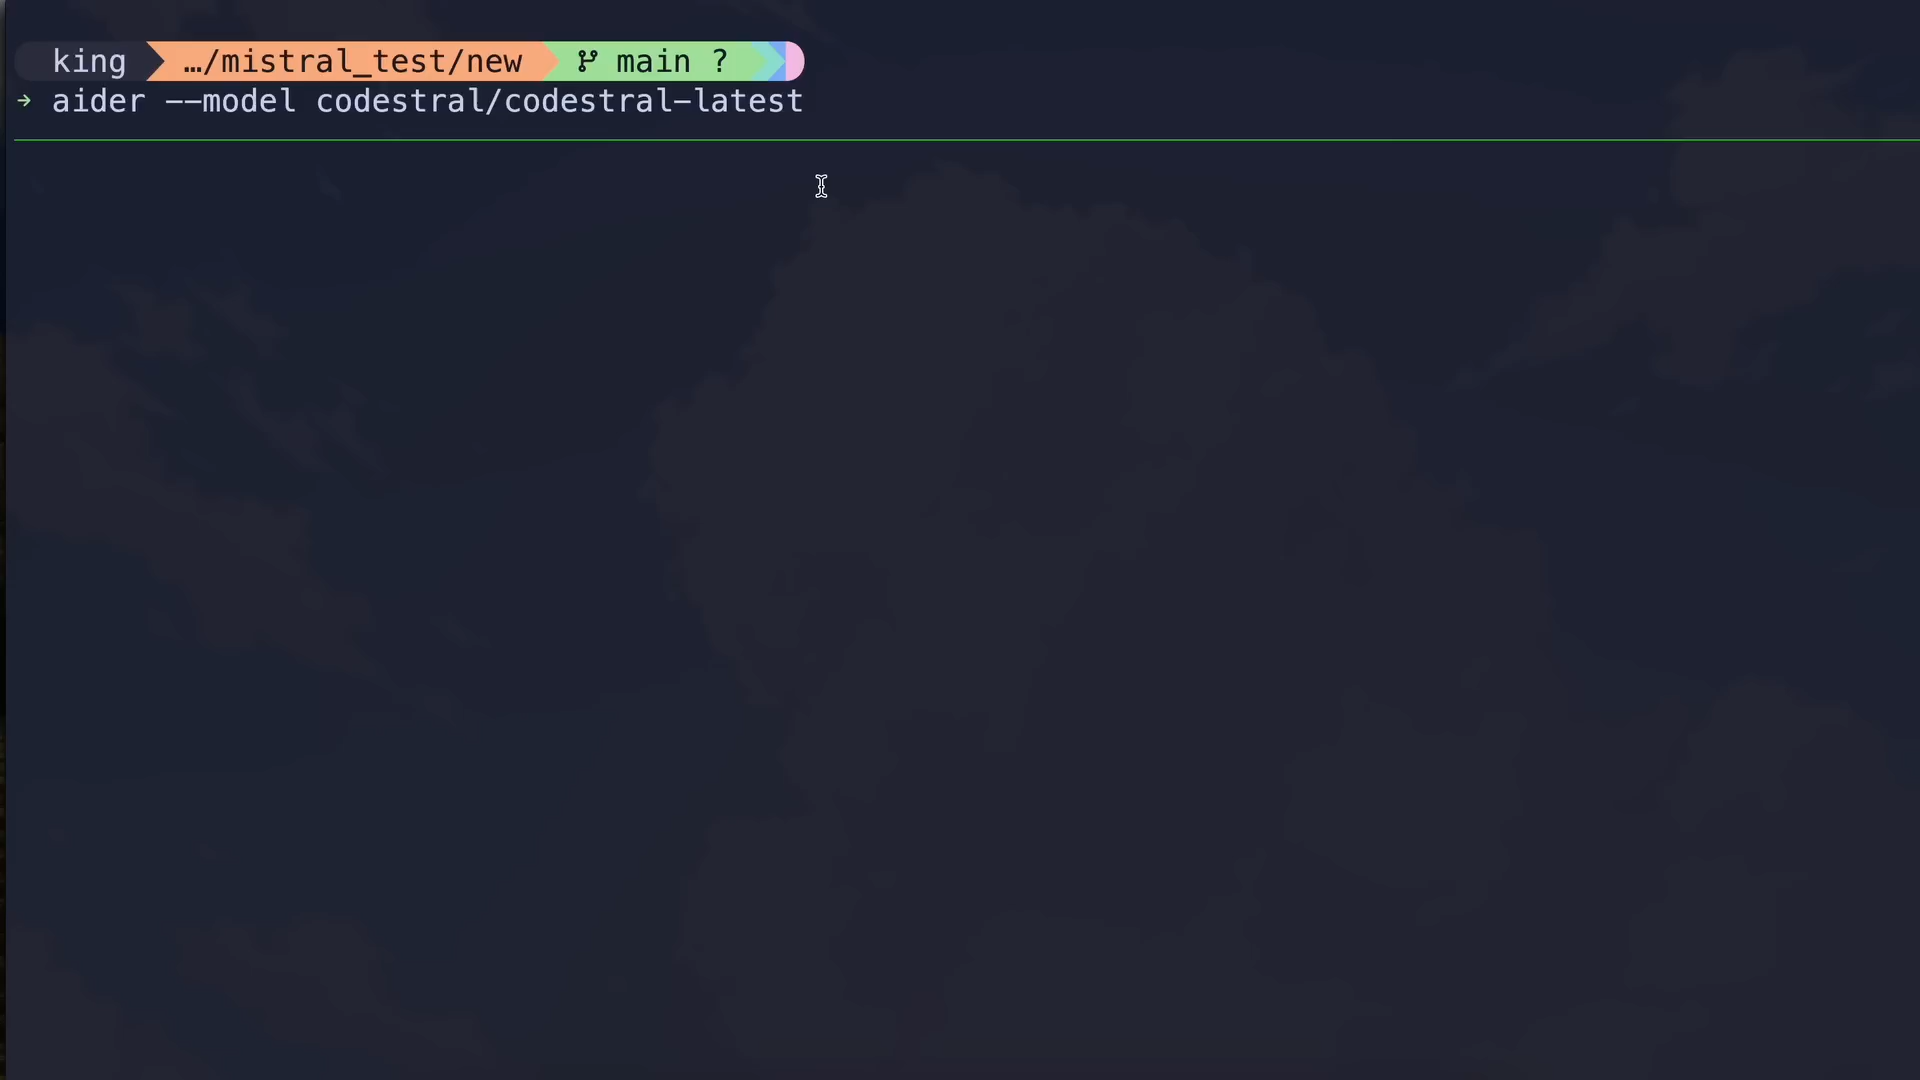 king …/mistral_test/new main ?
→ aider --model codestral/codestral-latest